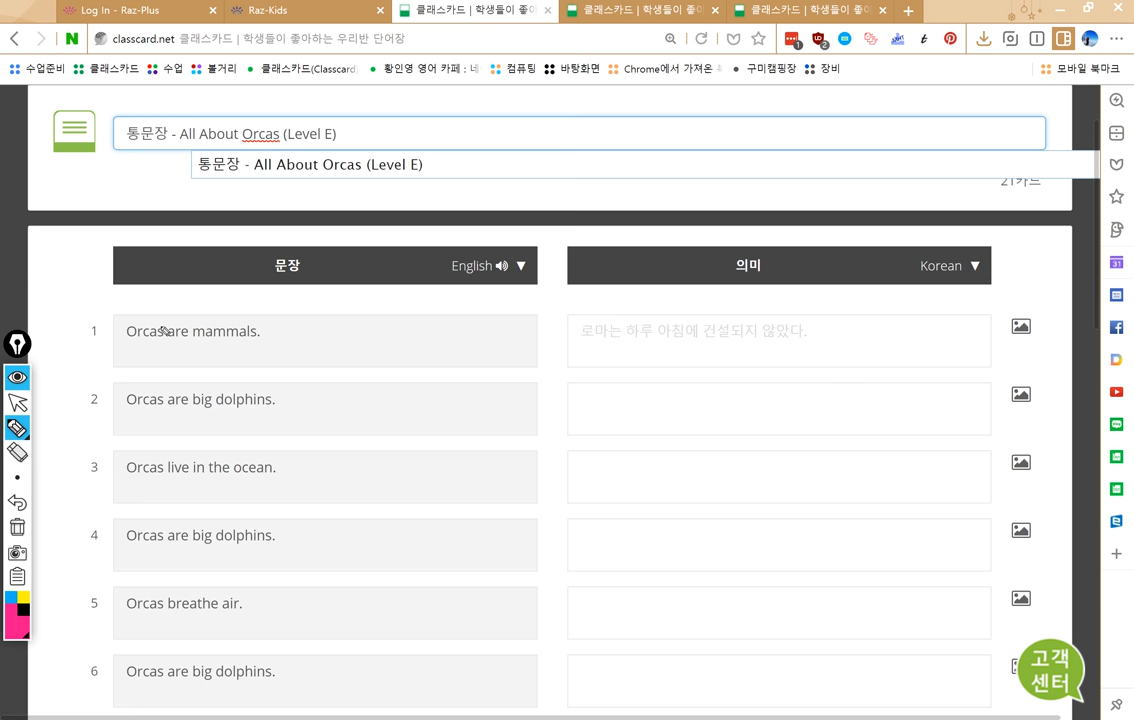 Log In - Raz-Plus
Raz-Kids
클래스카드 | 학생들이 좋아
클래스카드 | 학생들이 좋아
클래스카드 | 학생들이 좋아
classcard.net 클래스카드 | 학생들이 좋아하는 우리반 단어장
수업준비
클래스카드
수업
볼거리
클래스카드(Classcard
황인영 영어 카페 : 네
컴퓨팅
바탕화면
Chrome에서 가져온
구미캠핑장
장비
모바일 북마크
통문장 - All About Orcas (Level E)
통문장 - All About Orcas (Level E)
21카드
문장 English
의미 Korean
1 Orcas are mammals.
로마는 하루 아침에 건설되지 않았다.
2 Orcas are big dolphins.
3 Orcas live in the ocean.
4 Orcas are big dolphins.
5 Orcas breathe air.
6 Orcas are big dolphins.
고객
센터